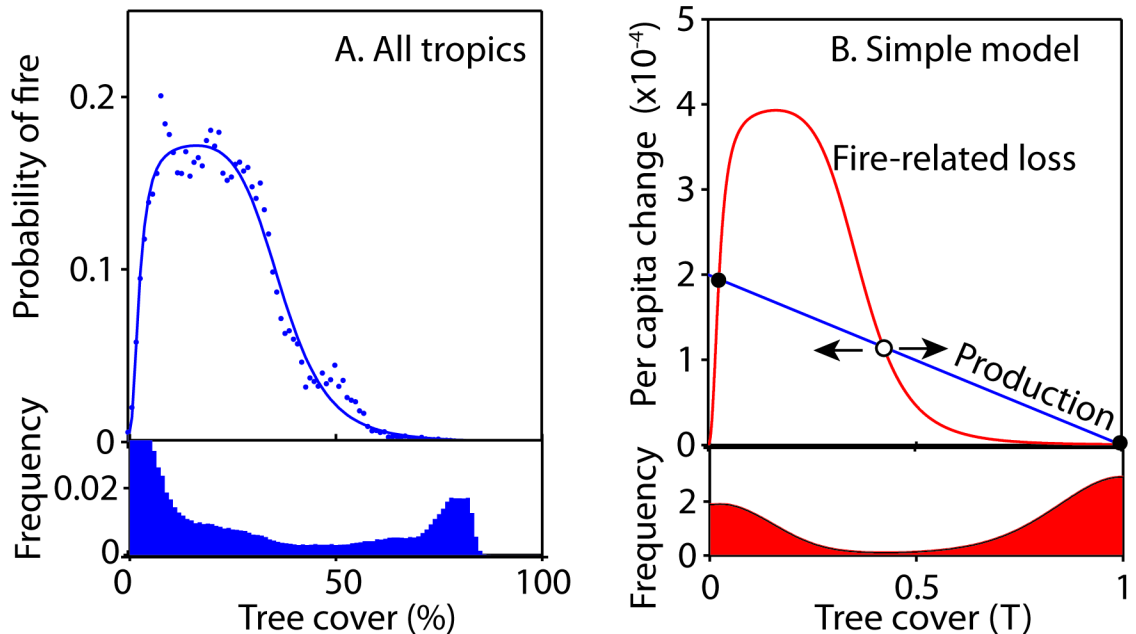 A. All tropics
Probability of fire
0.2
0.1
0
Frequency
0.02
0
0
50
100
Tree cover (%)
B. Simple model
Per capita change (x10-4)
5
4
3
2
1
0
Fire-related loss
Production
Frequency
2
0
0
0.5
1
Tree cover (T)